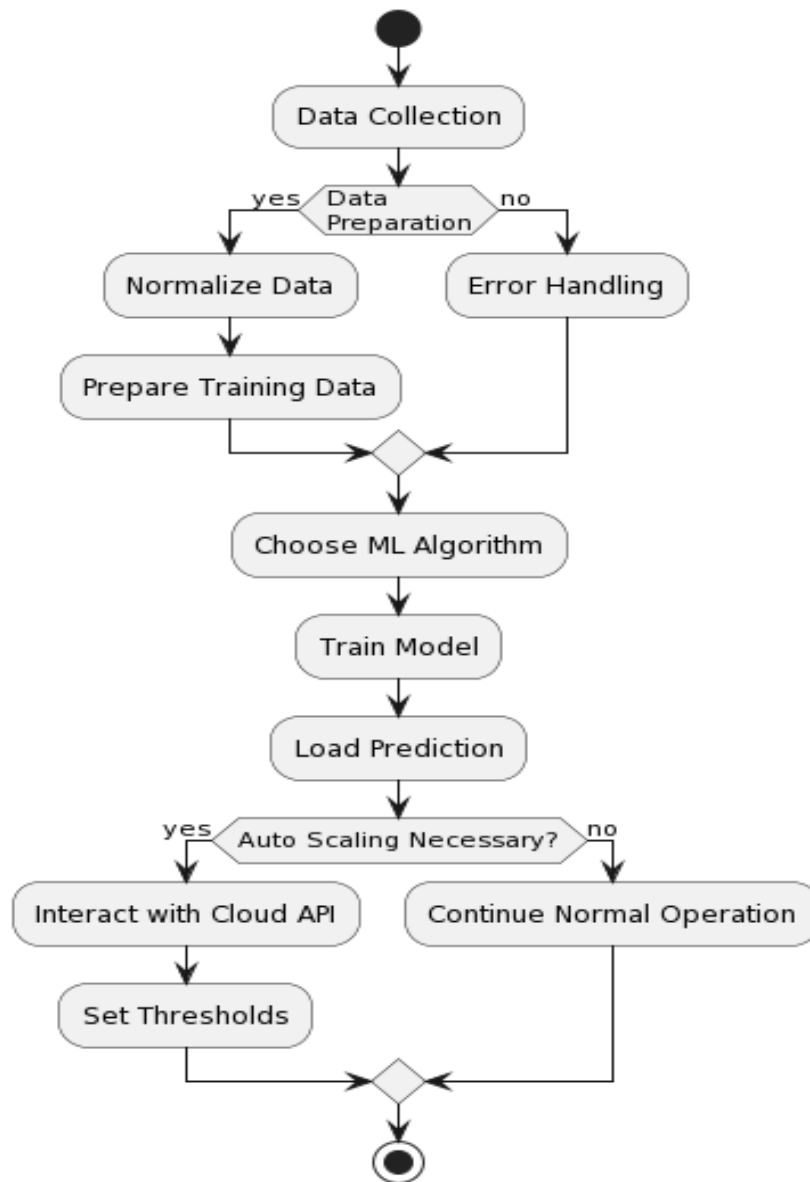 Data Collection
yes
Data
Preparation
no
Normalize Data
Error Handling
Prepare Training Data
Choose ML Algorithm
Train Model
Load Prediction
yes
Auto Scaling Necessary?
no
Interact with Cloud API
Continue Normal Operation
Set Thresholds